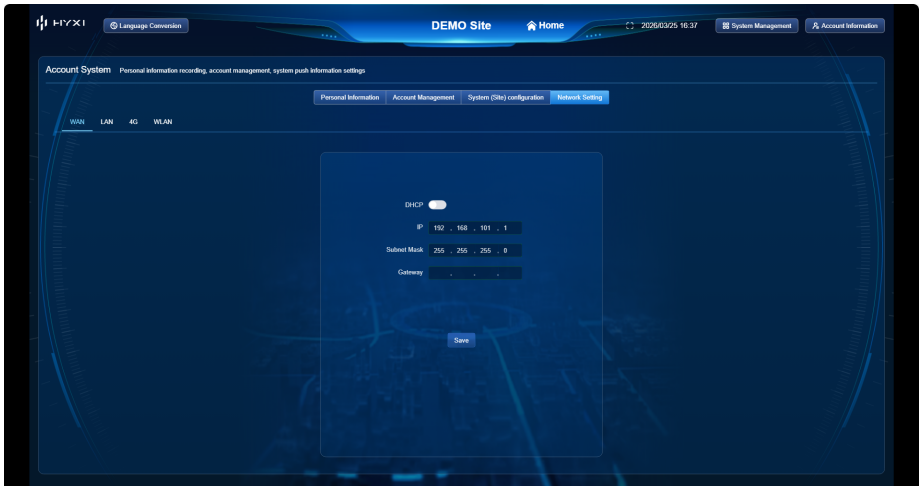 HYXI Language Conversion DEMO Site Home 2026/03/25 16:37 System Management Account Information
Account System Personal information recording, account management, system push information settings
Personal Information Account Management System (Site) configuration Network Setting
WAN LAN 4G WLAN
DHCP
IP 192 . 168 . 101 . 1
Subnet Mask 255 . 255 . 255 . 0
Gateway . . .
Save